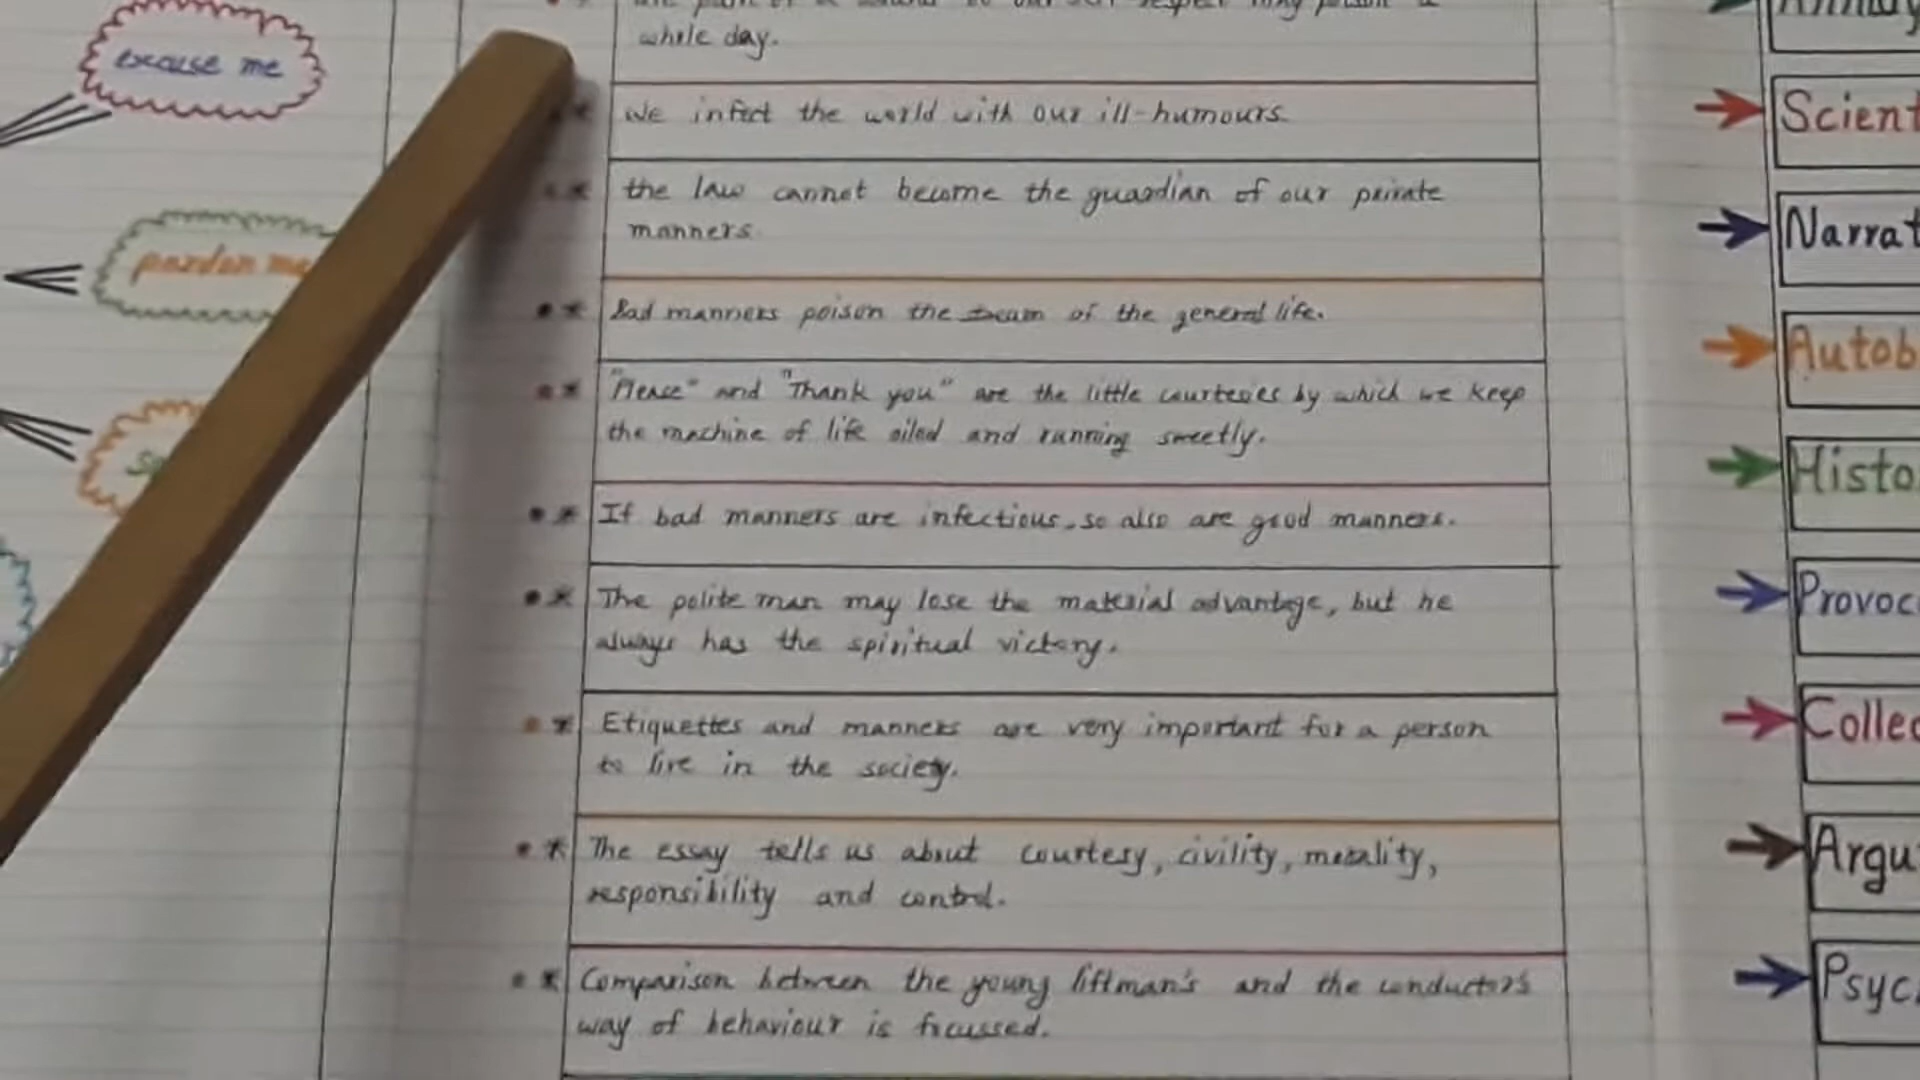 excuse me
pardon me
whole day.
We infect the world with our ill-humours.
the law cannot become the guardian of our private
manners.
Bad manners poison the tream of the general life.
"Please" and "Thank you" are the little courtesies by which we keep
the machine of life oiled and running sweetly.
If bad manners are infectious, so also are good manners.
The polite man may lose the material advantage, but he
always has the spiritual victory.
Etiquettes and manners are very important for a person
to live in the society.
The essay tells us about courtesy, civility, morality,
responsibility and control.
Comparison between the young liftman's and the conductor's
way of behaviour is focussed.
Scient
Narrat
Autob
Histo
Provoc
Collec
Argu
Psyc